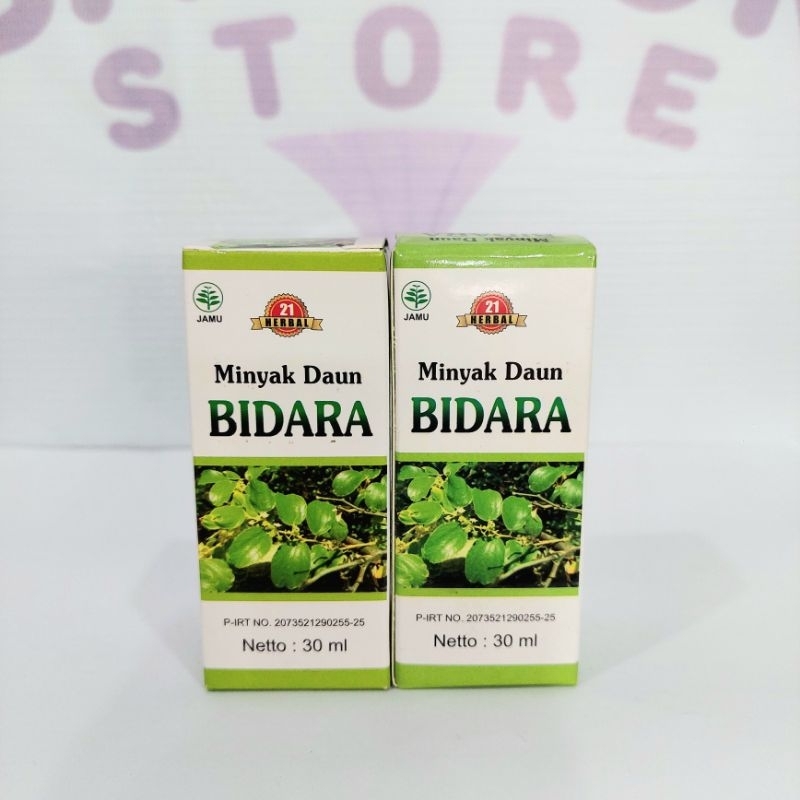 STORE
JAMU
21
HERBAL
Minyak Daun
BIDARA
P-IRT NO. 2073521290255-25
Netto : 30 ml
Minyak Daun
BIDARA
JAMU
21
HERBAL
Minyak Daun
BIDARA
P-IRT NO. 2073521290255-25
Netto : 30 ml